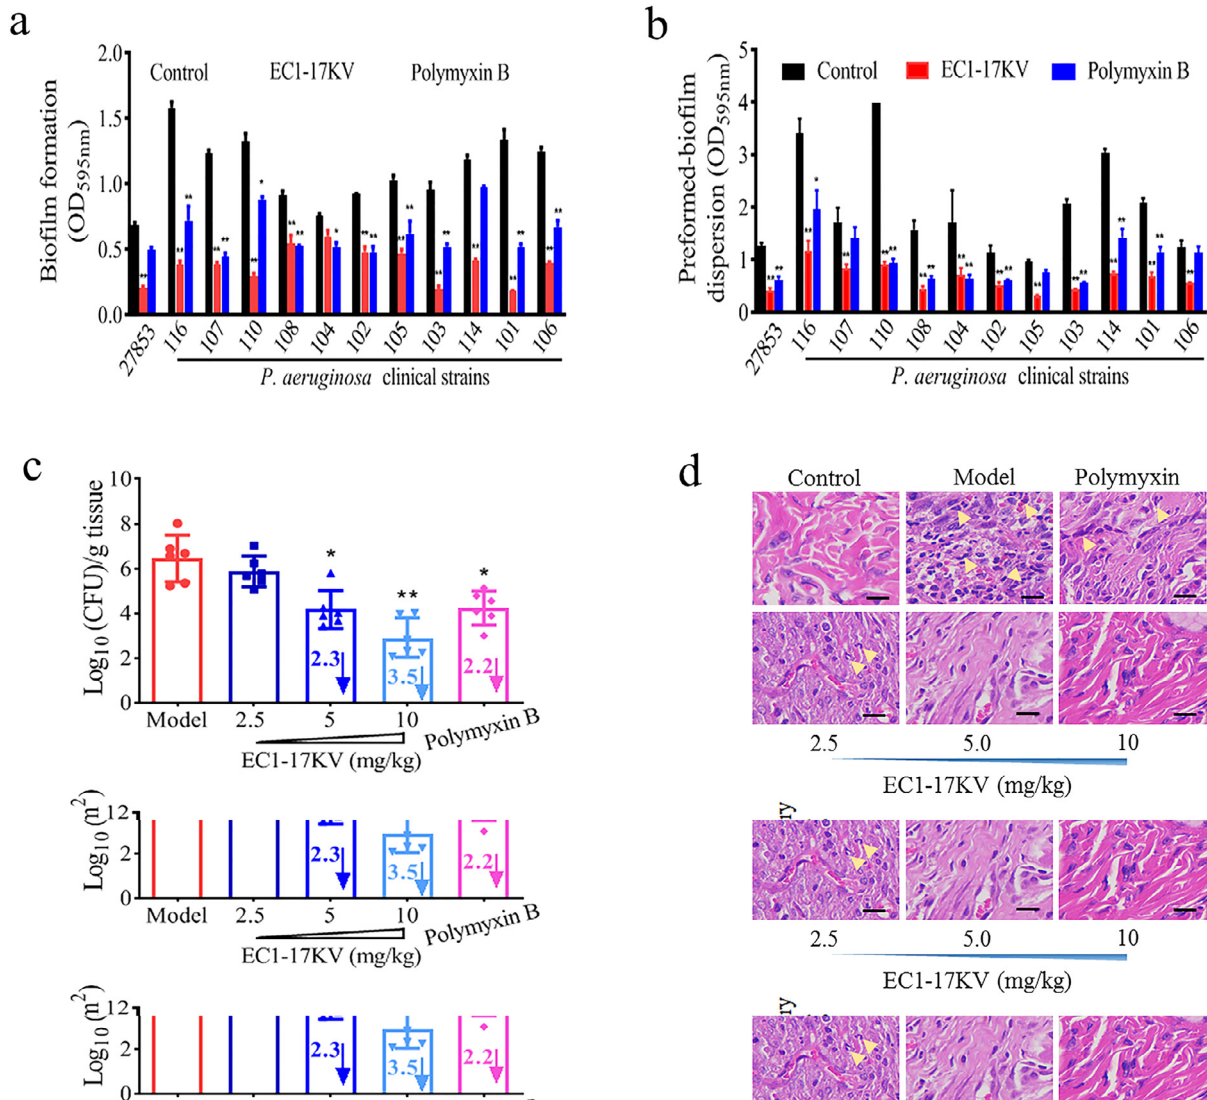 a
2.0
1.5
1.0
0.5
0.0
Biofilm formation
(OD595nm)
Control EC1-17KV Polymyxin B
27853 116 107 110 108 104 102 105 103 114 101 106
P. aeruginosa clinical strains
b
5
4
3
2
1
0
Preformed-biofilm
dispersion (OD595nm)
Control EC1-17KV Polymyxin B
27853 116 107 110 108 104 102 105 103 114 101 106
P. aeruginosa clinical strains
c
10
8
6
4
2
0
Log10 (CFU)/g tissue
* ** *
2.3 3.5 2.2
Model 2.5 5 10 Polymyxin B
EC1-17KV (mg/kg)
12
2
0
Log10 (m2)
2.3 3.5 2.2
Model 2.5 5 10 Polymyxin B
EC1-17KV (mg/kg)
12
2
0
Log10 (m2)
2.3 3.5 2.2
d
Control Model Polymyxin
2.5 5.0 10
EC1-17KV (mg/kg)
ry
2.5 5.0 10
EC1-17KV (mg/kg)
ry